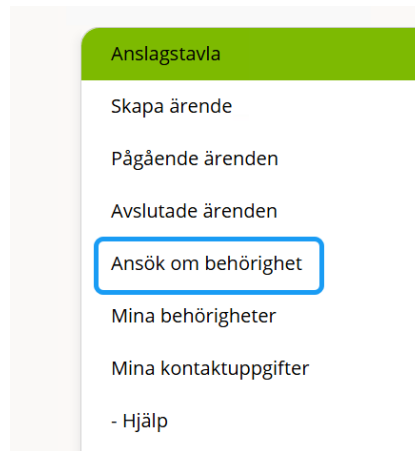 Anslagstavla
Skapa ärende
Pågående ärenden
Avslutade ärenden
Ansök om behörighet
Mina behörigheter
Mina kontaktuppgifter
- Hjälp